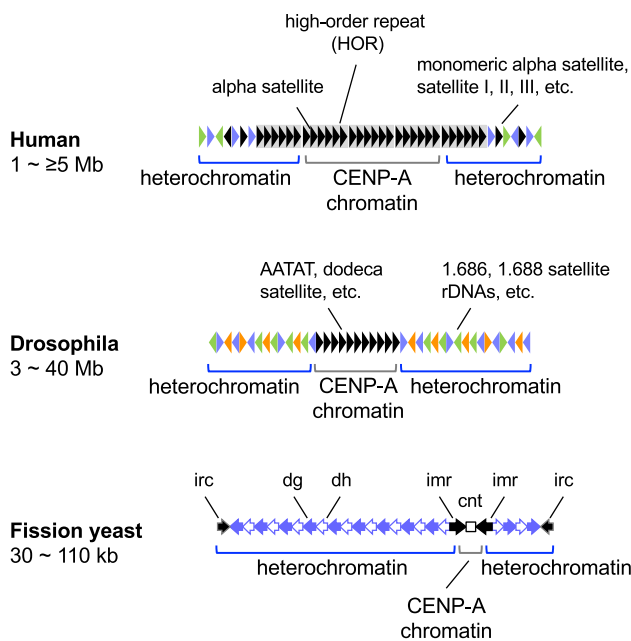 high-order repeat
(HOR)
monomeric alpha satellite,
satellite I, II, III, etc.
alpha satellite
Human
1 ~ ≥5 Mb
heterochromatin
CENP-A
chromatin
heterochromatin
AATAT, dodeca
satellite, etc.
1.686, 1.688 satellite
rDNAs, etc.
Drosophila
3 ~ 40 Mb
heterochromatin
CENP-A
chromatin
heterochromatin
irc
dg
dh
imr
cnt
imr
irc
Fission yeast
30 ~ 110 kb
heterochromatin
heterochromatin
CENP-A
chromatin